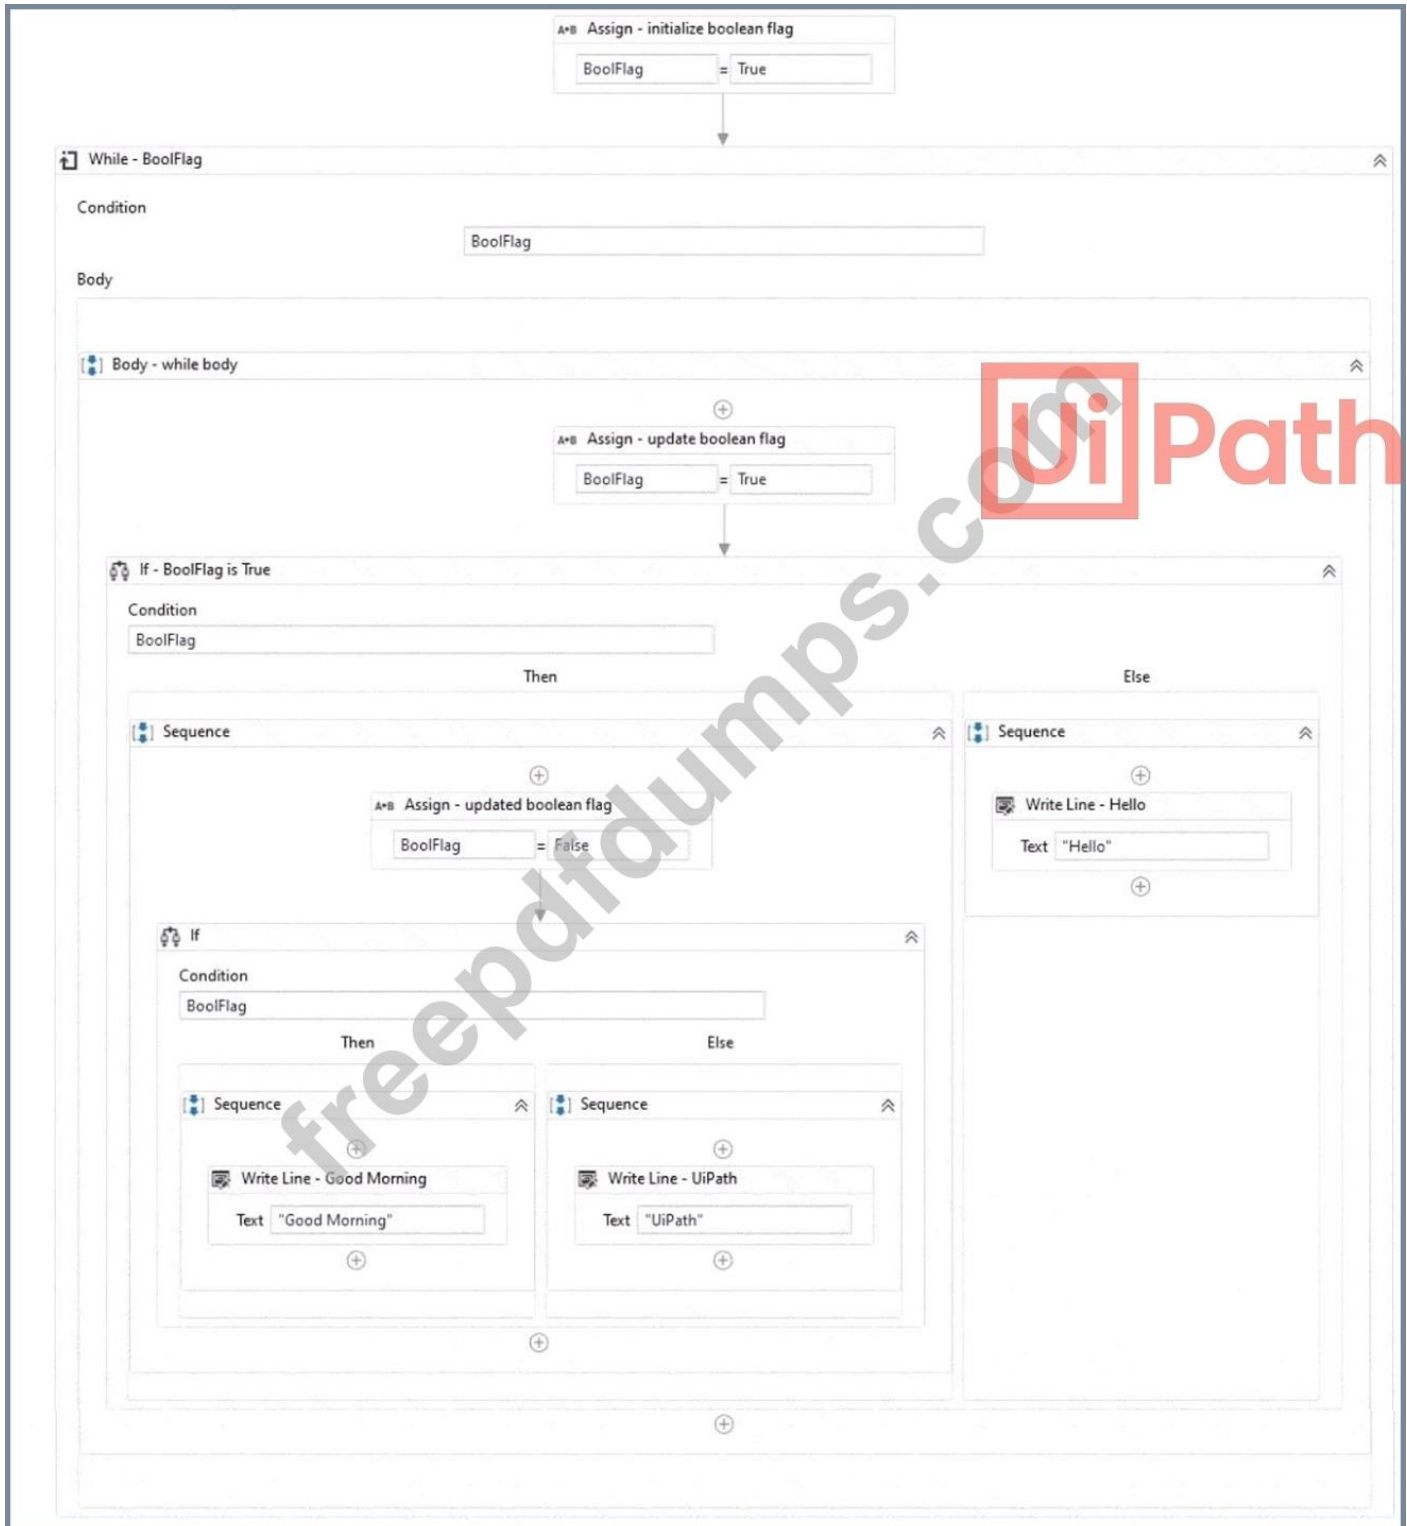 Assign - initialize boolean flag
BoolFlag = True
While - BoolFlag
Condition
BoolFlag
Body
Body - while body
Assign - update boolean flag
BoolFlag = True
UiPath
If - BoolFlag is True
Condition
BoolFlag
Then Else
Sequence Sequence
Assign - updated boolean flag Write Line - Hello
BoolFlag = False Text "Hello"
If
Condition
BoolFlag
Then Else
Sequence Sequence
Write Line - Good Morning Write Line - UiPath
Text "Good Morning" Text "UiPath"
freepdfdumps.com